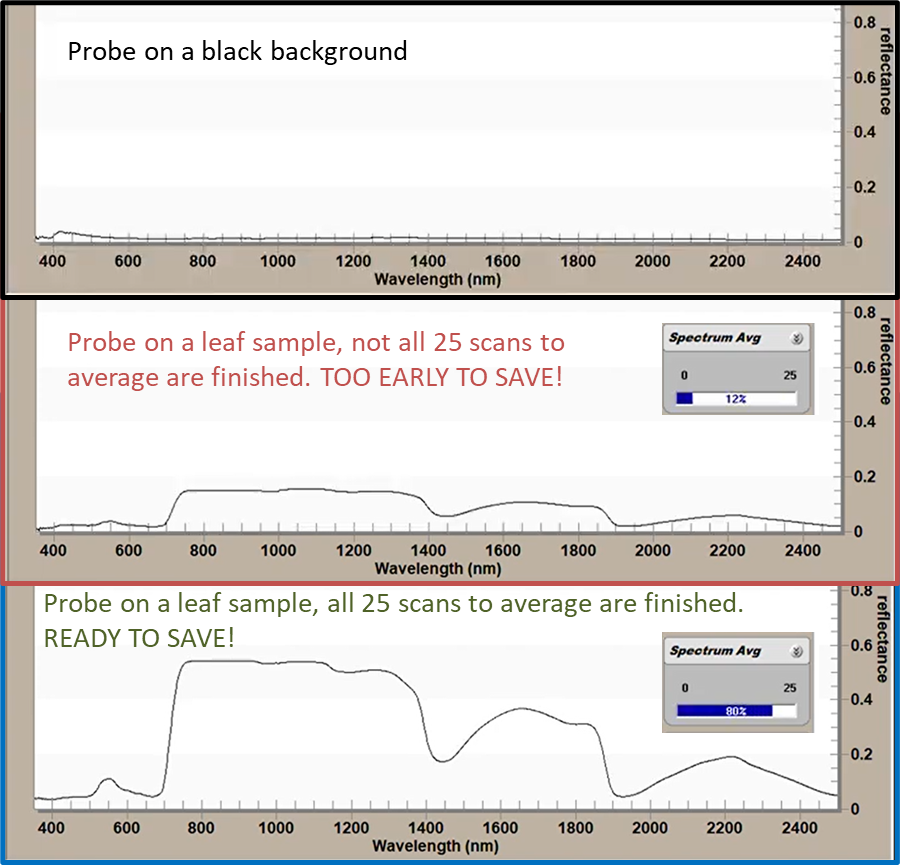 Probe on a black background
0.8
0.6
0.4
0.2
0
reflectance
400 600 800 1000 1200 1400 1600 1800 2000 2200 2400
Wavelength (nm)
Probe on a leaf sample, not all 25 scans to
average are finished. TOO EARLY TO SAVE!
Spectrum Avg
0 25
12%
0.8
0.6
0.4
0.2
0
reflectance
400 600 800 1000 1200 1400 1600 1800 2000 2200 2400
Wavelength (nm)
Probe on a leaf sample, all 25 scans to average are finished.
READY TO SAVE!
Spectrum Avg
0 25
80%
0.8
0.6
0.4
0.2
0
reflectance
400 600 800 1000 1200 1400 1600 1800 2000 2200 2400
Wavelength (nm)